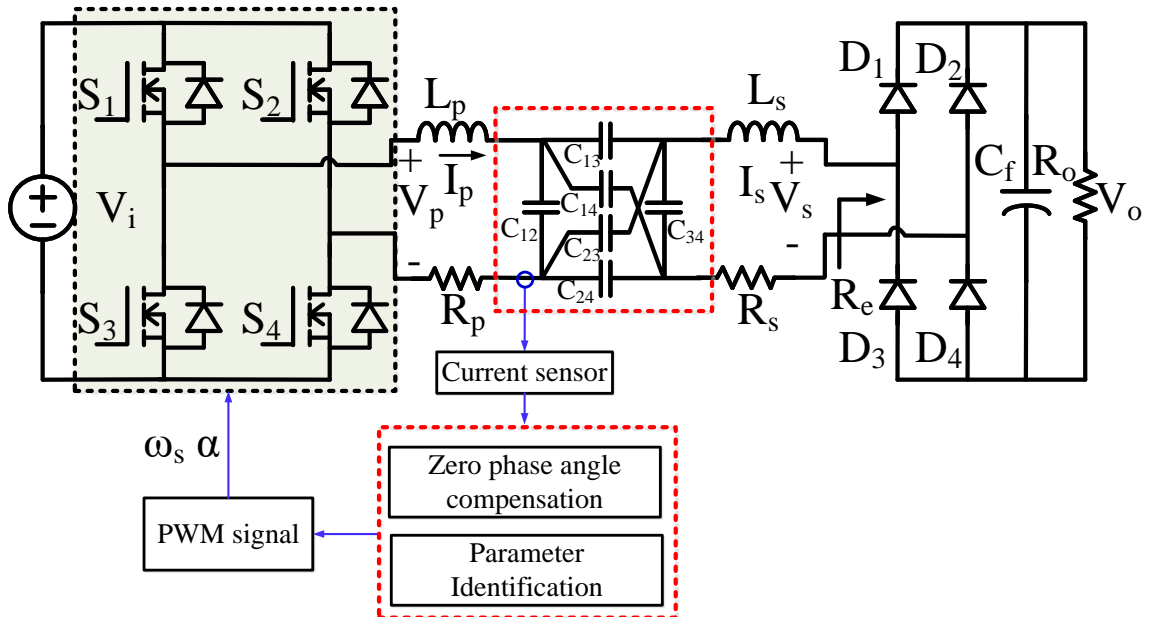 S1
S2
S3
S4
Vi
Lp
+
Vp
-
Ip
Rp
C12
C13
C14
C23
C24
C34
Ls
Is
+
Vs
-
Rs
Re
D1
D2
D3
D4
Cf
Ro
Vo
Current sensor
Zero phase angle
compensation
Parameter
Identification
PWM signal
ωs α